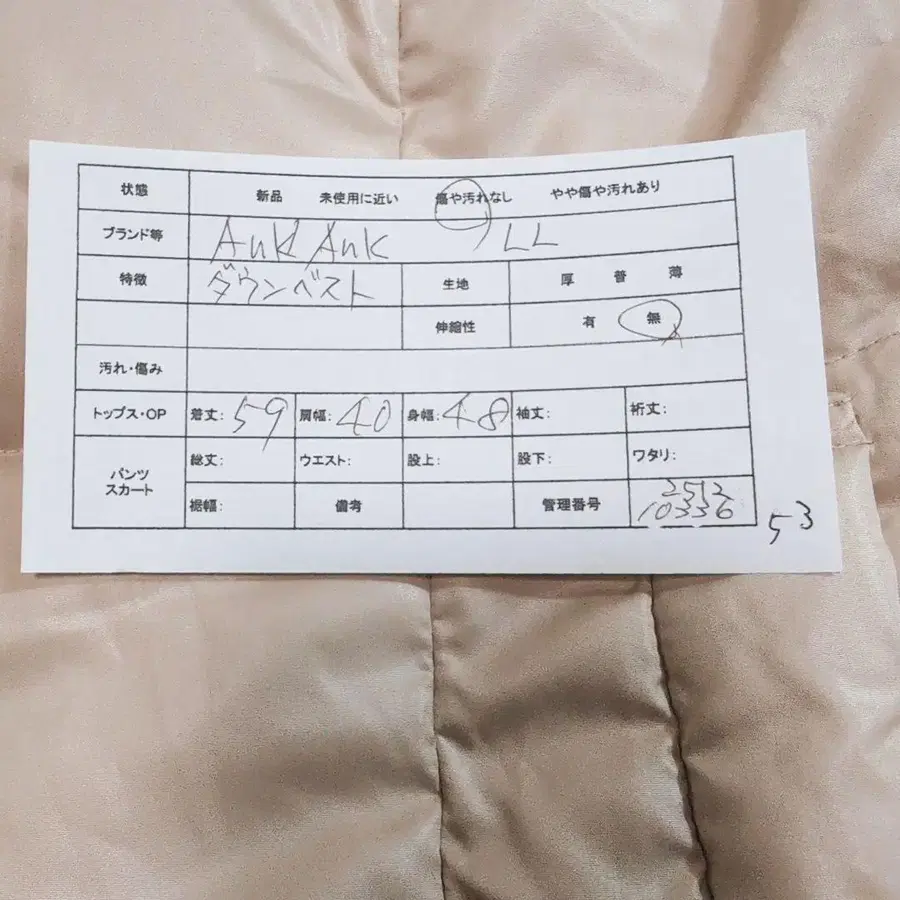 状態 新品 未使用に近い 傷や汚れなし やや傷や汚れあり
ブランド等 AuK AuK , LL
特徴 ダウンベスト 生地 厚 普 薄
伸縮性 有 無
汚れ・傷み
トップス・OP 着丈: 59 肩幅: 40 身幅: 48 袖丈: 裄丈:
パンツ スカート 総丈: ウエスト: 股上: 股下: ワタリ:
裾幅: 備考 管理番号 2512 10336
53